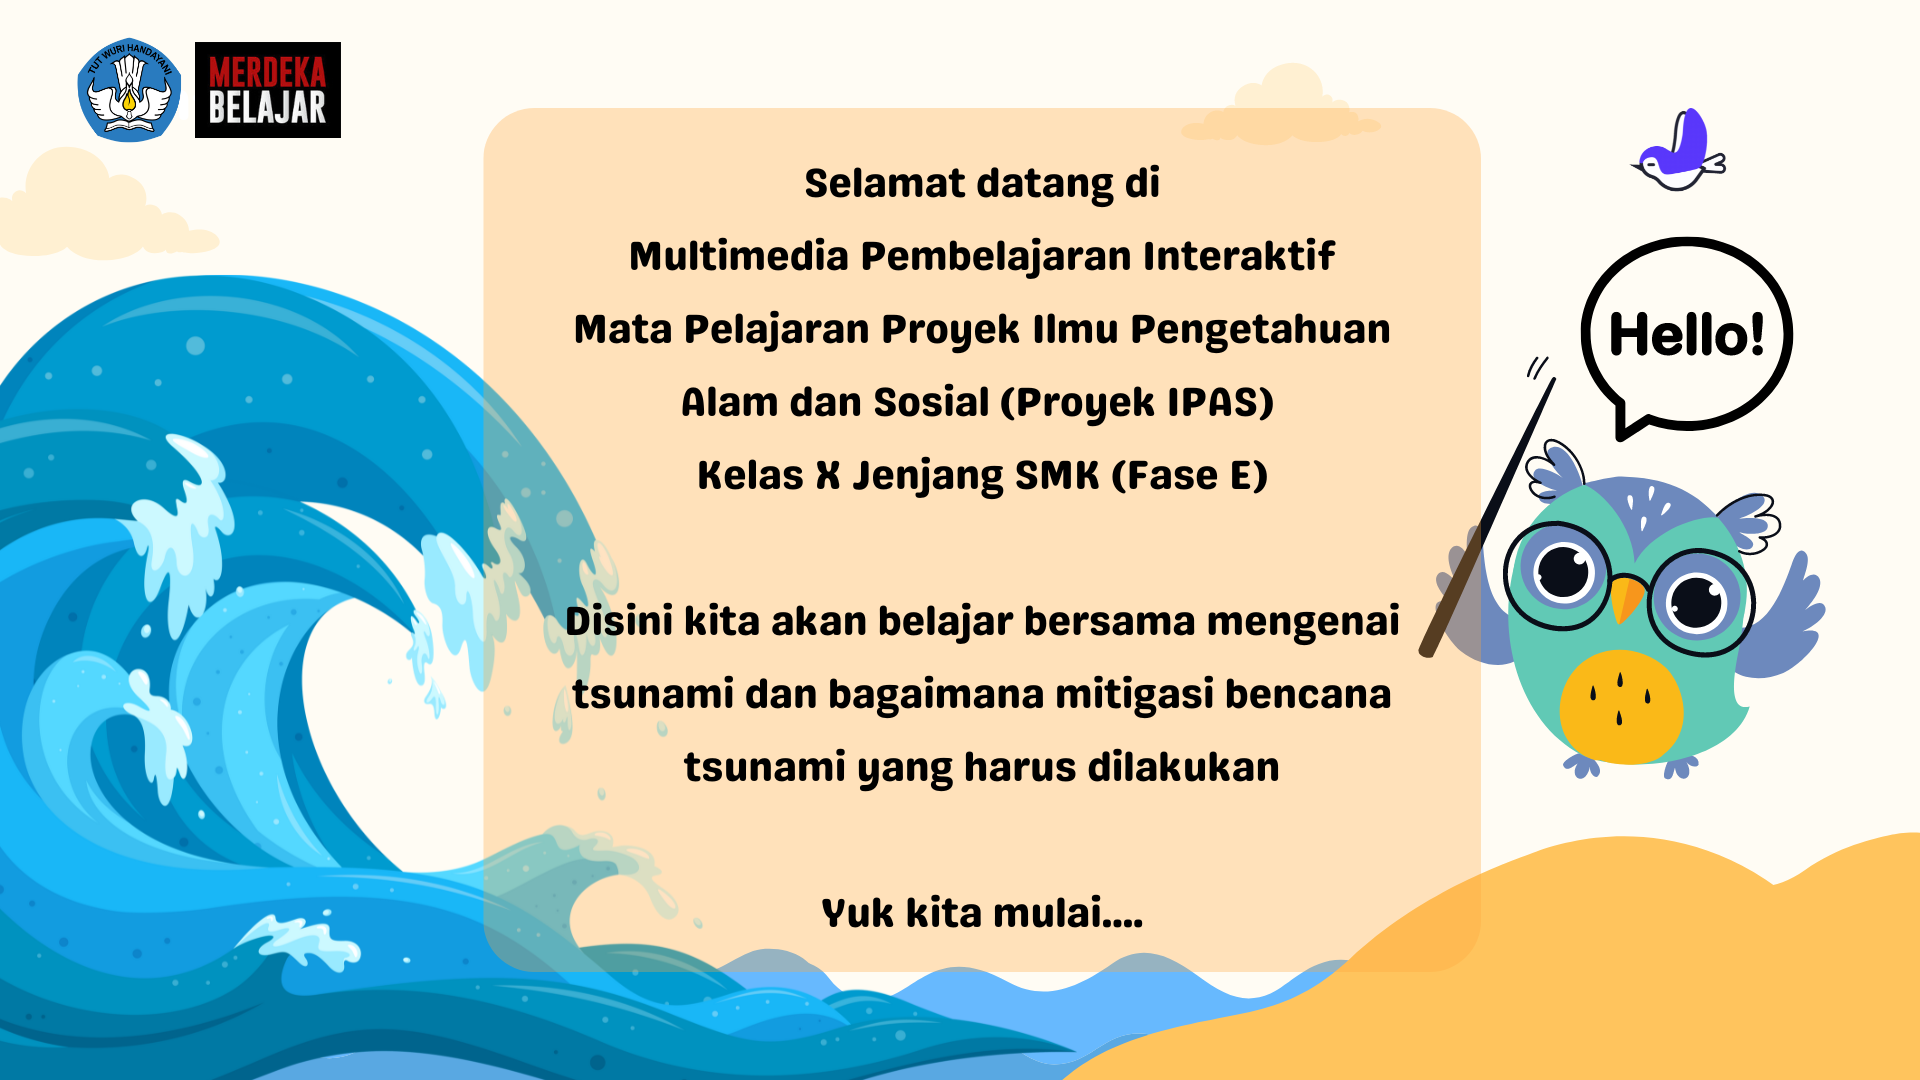 TUT WURI HANDAYANI
MERDEKA
BELAJAR
Selamat datang di
Multimedia Pembelajaran Interaktif
Mata Pelajaran Proyek Ilmu Pengetahuan
Alam dan Sosial (Proyek IPAS)
Kelas X Jenjang SMK (Fase E)
Hello!
Disini kita akan belajar bersama mengenai
tsunami dan bagaimana mitigasi bencana
tsunami yang harus dilakukan
Yuk kita mulai....